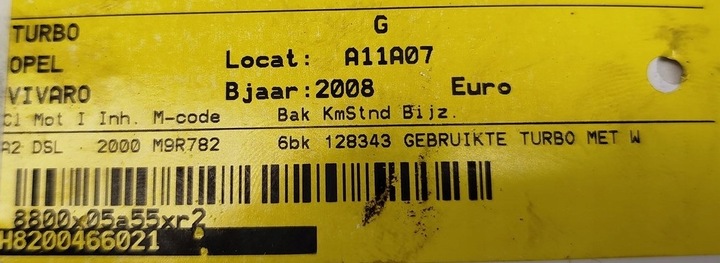 TURBO G
OPEL Locat: A11A07
VIVARO Bjaar: 2008 Euro
Cl Mot I Inh. M-code Bak KmStnd Bijz.
A2 DSL 2000 M9R782 6bk 128343 GEBRUIKTE TURBO MET W
8800x05a55xr2
H8200466021